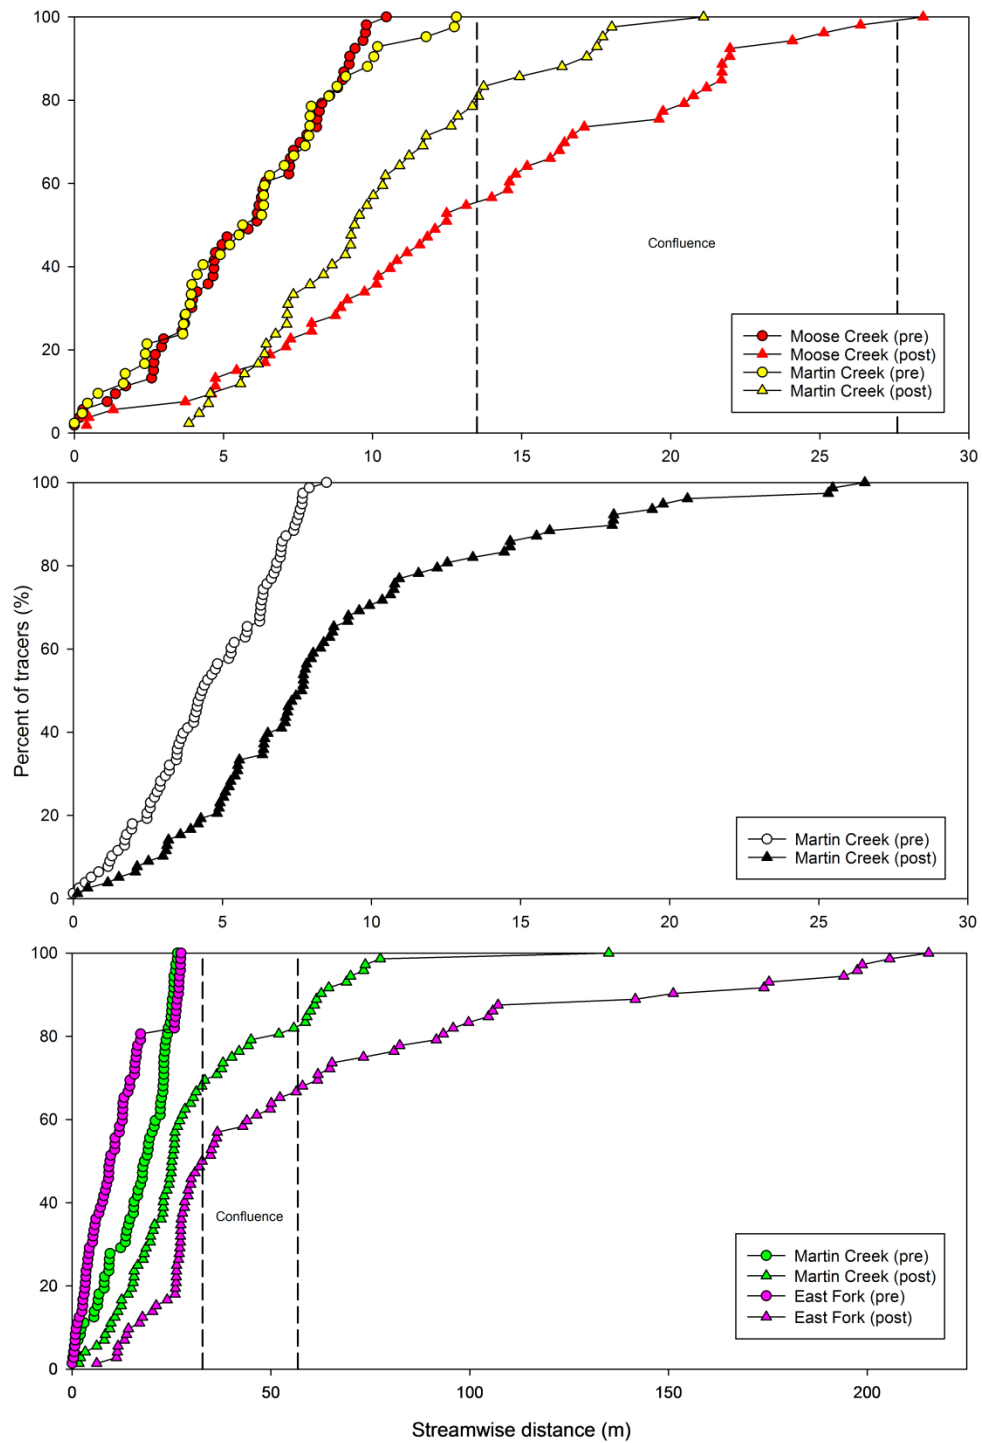 100
80
60
40
20
0
Confluence
Moose Creek (pre)
Moose Creek (post)
Martin Creek (pre)
Martin Creek (post)
0 5 10 15 20 25 30
Percent of tracers (%)
100
80
60
40
20
0
Martin Creek (pre)
Martin Creek (post)
0 5 10 15 20 25 30
100
80
60
40
20
0
Confluence
Martin Creek (pre)
Martin Creek (post)
East Fork (pre)
East Fork (post)
0 50 100 150 200
Streamwise distance (m)